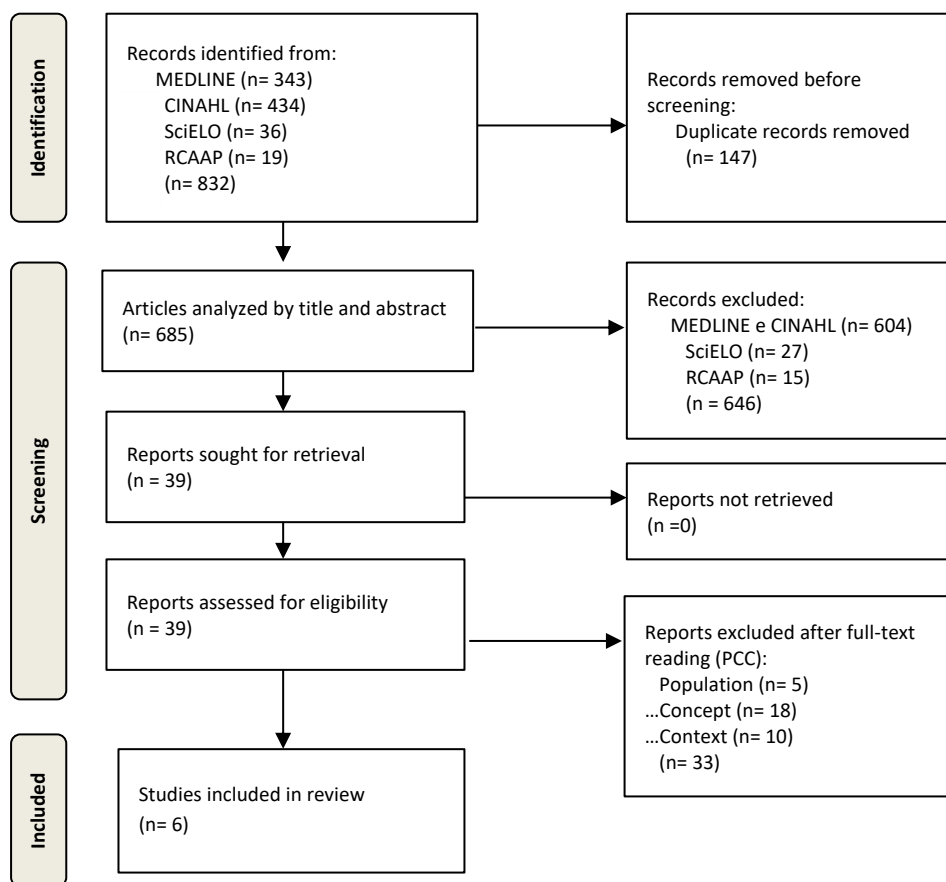 Identification
Records identified from:
MEDLINE (n= 343)
CINAHL (n= 434)
SciELO (n= 36)
RCAAP (n= 19)
(n= 832)
Records removed before
screening:
Duplicate records removed
(n= 147)
Screening
Articles analyzed by title and abstract
(n= 685)
Records excluded:
MEDLINE e CINAHL (n= 604)
SciELO (n= 27)
RCAAP (n= 15)
(n = 646)
Reports sought for retrieval
(n = 39)
Reports not retrieved
(n =0)
Reports assessed for eligibility
(n = 39)
Reports excluded after full-text
reading (PCC):
Population (n= 5)
...Concept (n= 18)
...Context (n= 10)
(n= 33)
Included
Studies included in review
(n= 6)